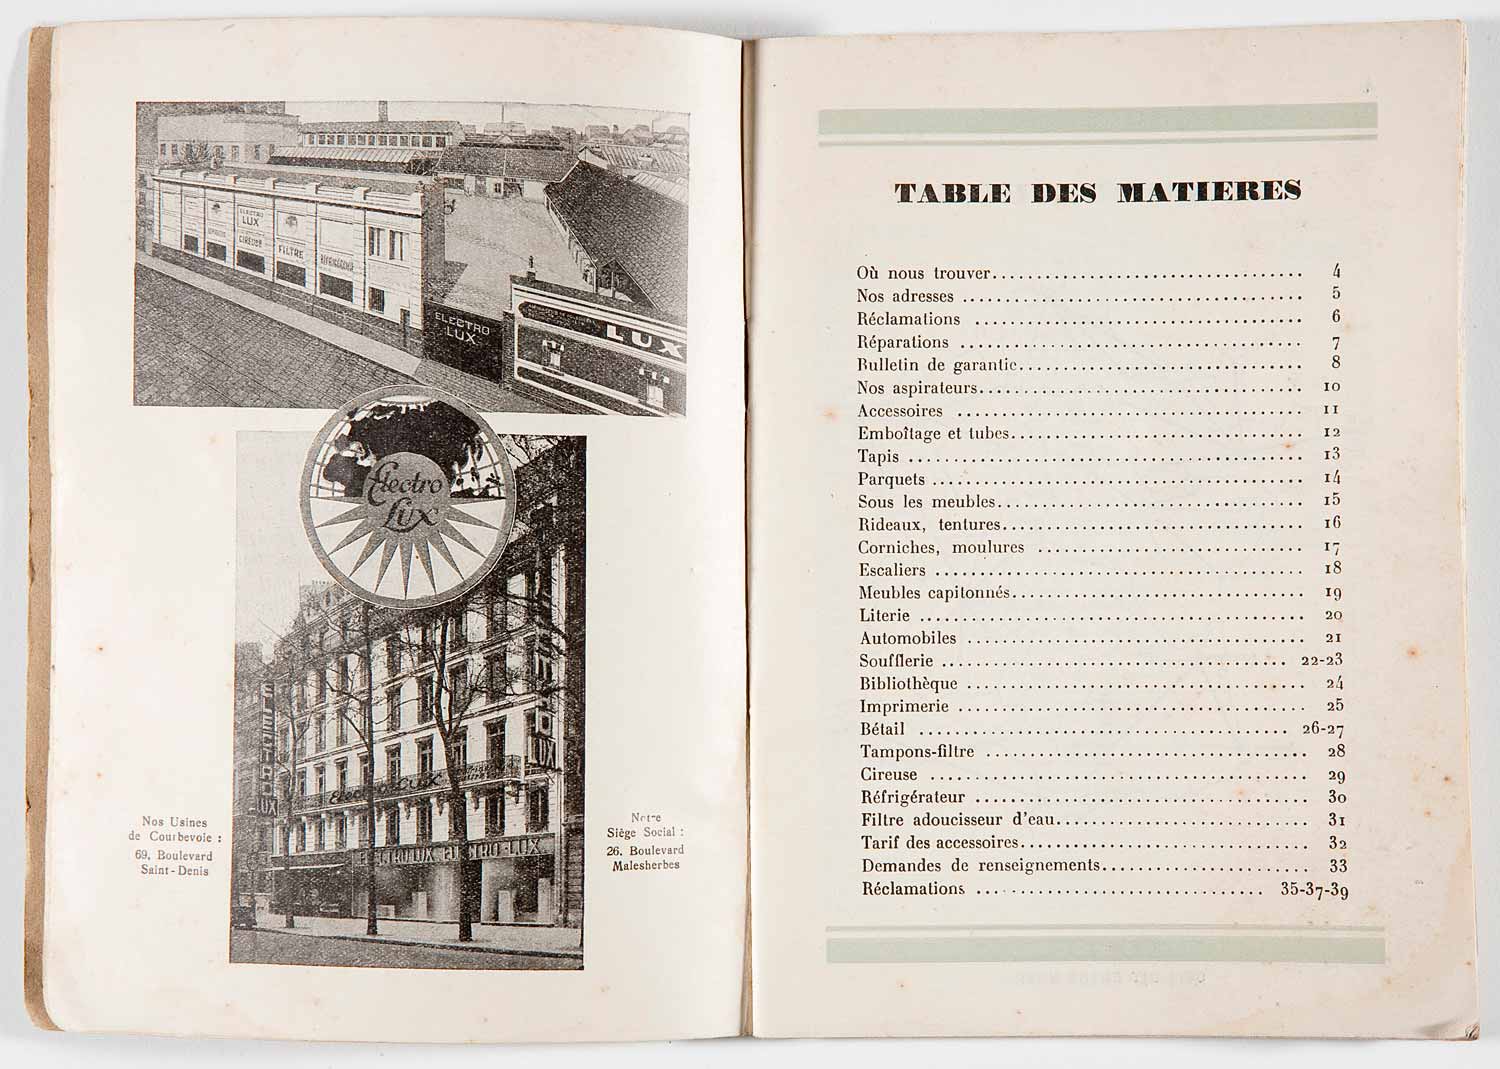 ELECTRO
LUX
CIREUSE
FILTRE
ELECTRO
LUX
LUX
Electro
Lux
ELECTRO
LUX
LUX
Electro Lux
ELECTROLUX ELECTRO-LUX
Nos Usines
de Courbevoie :
69, Boulevard
Saint-Denis
Notre
Siège Social :
26, Boulevard
Malesherbes
TABLE DES MATIERES
Où nous trouver.................................. 4
Nos adresses .................................... 5
Réclamations .................................... 6
Réparations ..................................... 7
Bulletin de garantie............................. 8
Nos aspirateurs.................................. 10
Accessoires ..................................... 11
Emboîtage et tubes............................... 12
Tapis ........................................... 13
Parquets ........................................ 14
Sous les meubles................................. 15
Rideaux, tentures................................ 16
Corniches, moulures ............................. 17
Escaliers ....................................... 18
Meubles capitonnés............................... 19
Literie ......................................... 20
Automobiles ..................................... 21
Soufflerie ...................................... 22-23
Bibliothèque .................................... 24
Imprimerie ...................................... 25
Bétail .......................................... 26-27
Tampons-filtre .................................. 28
Cireuse ......................................... 29
Réfrigérateur ................................... 30
Filtre adoucisseur d'eau......................... 31
Tarif des accessoires............................ 32
Demandes de renseignements....................... 33
Réclamations .................................... 35-37-39